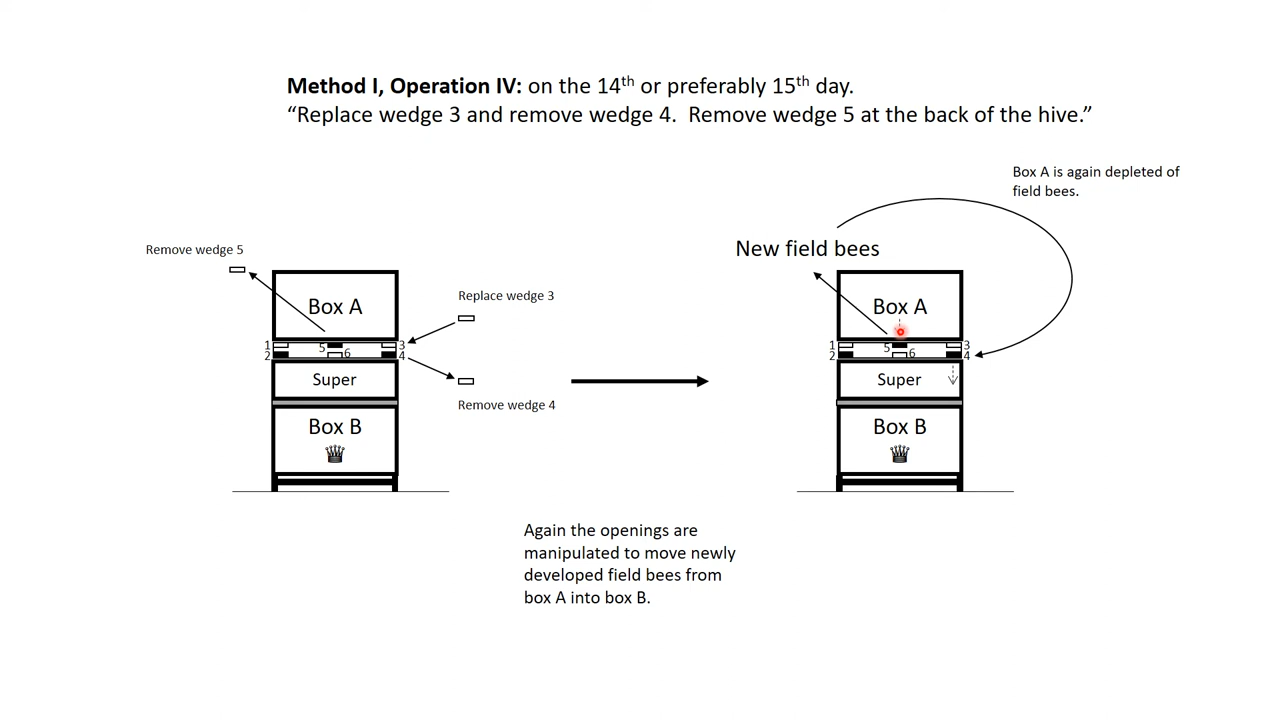 Method I, Operation IV: on the 14th or preferably 15th day.
“Replace wedge 3 and remove wedge 4.  Remove wedge 5 at the back of the hive.”
Box A is again depleted of
field bees.
Remove wedge 5
Replace wedge 3
Box A
1
2
5
6
3
4
Super
Remove wedge 4
Box B
New field bees
Box A
1
2
5
6
3
4
Super
Box B
Again the openings are
manipulated to move newly
developed field bees from
box A into box B.